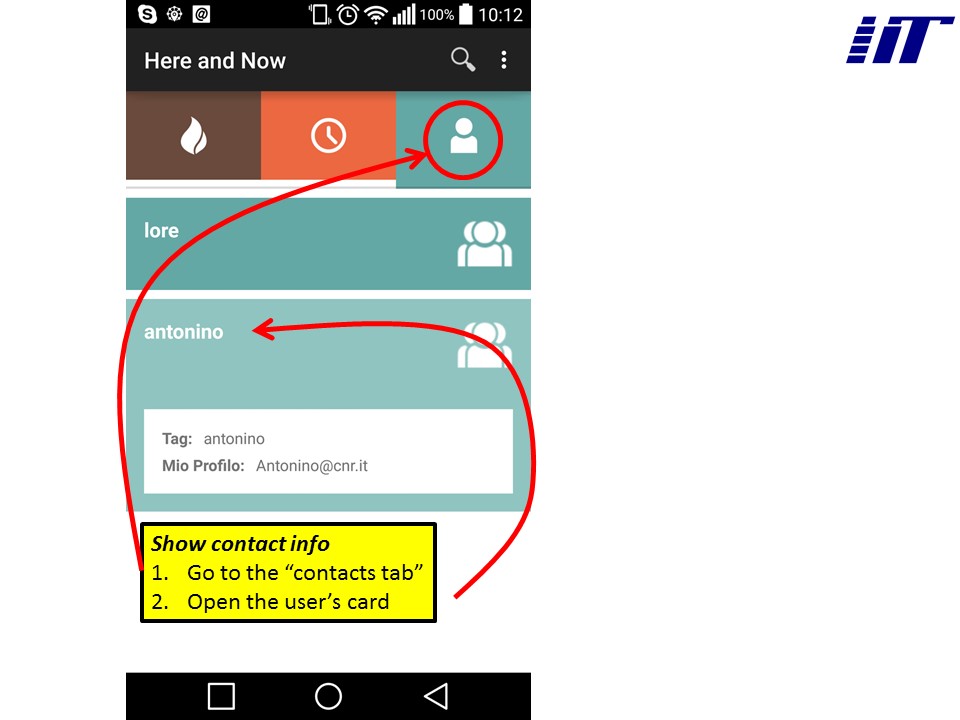 100% 10:12
IIT
Here and Now
lore
antonino
Tag: antonino
Mio Profilo: Antonino@cnr.it
Show contact info
1. Go to the “contacts tab”
2. Open the user’s card